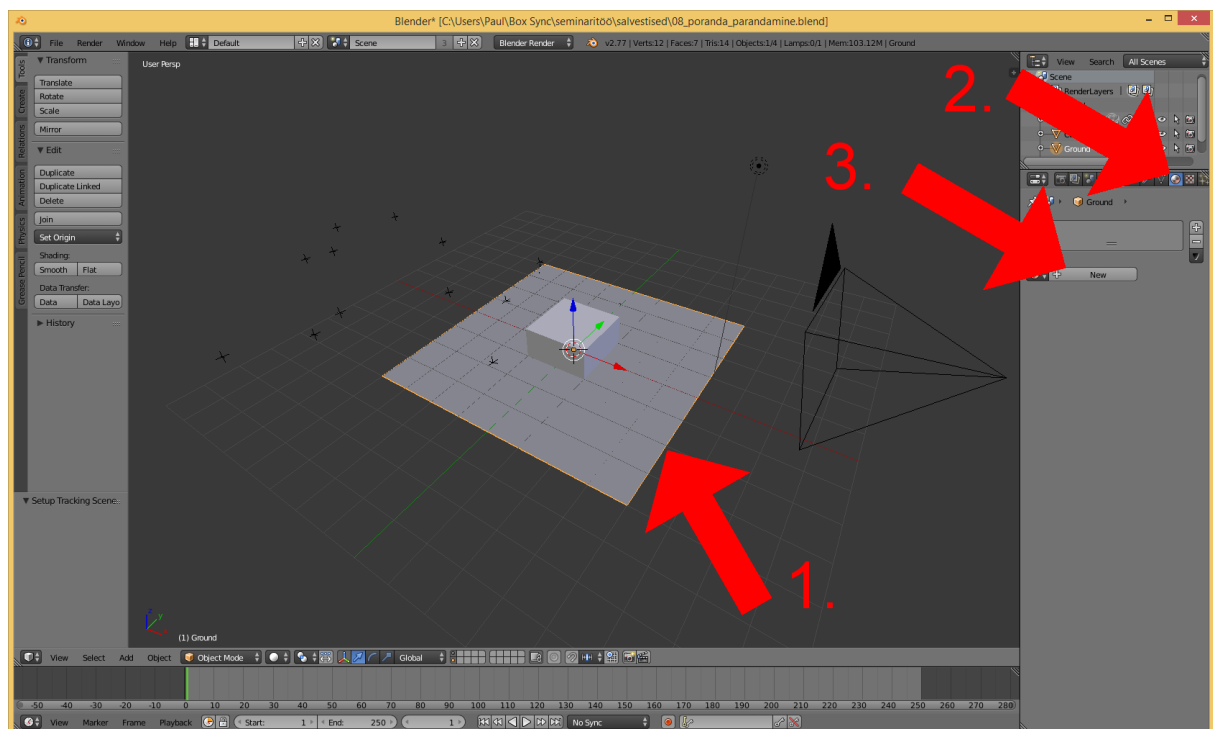 Blender* [C:\Users\Paul\Box Sync\seminaritöö\salvestised\08_poranda_parandamine.blend]
File Render Window Help Default Scene 3 Blender Render v2.77 | Verts:12 | Faces:7 | Tris:14 | Objects:1/4 | Lamps:0/1 | Mem:103.12M | Ground
Tools
Create
Relations
Animation
Physics
Grease Pencil
Transform
Translate
Rotate
Scale
Mirror
Edit
Duplicate
Duplicate Linked
Delete
Join
Set Origin
Shading:
Smooth Flat
Data Transfer:
Data Data Layo
History
Setup Tracking Scene
User Persp
1.
2.
3.
(1) Ground
View Search All Scenes
Scene
RenderLayers |
Ground
Ground
New
View Select Add Object Object Mode Global
-50 -40 -30 -20 -10 0 10 20 30 40 50 60 70 80 90 100 110 120 130 140 150 160 170 180 190 200 210 220 230 240 250 260 270 280
View Marker Frame Playback Start: 1 End: 250 1 No Sync